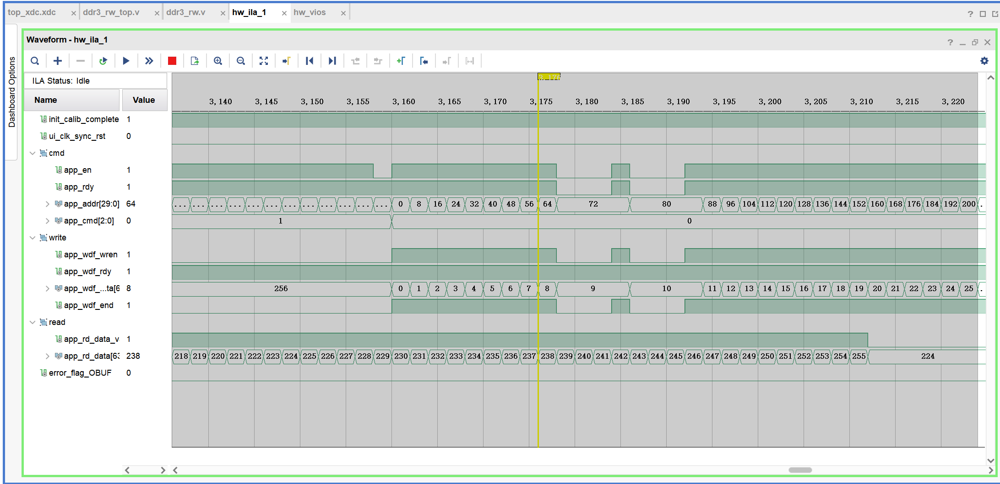 top_xdc.xdc × ddr3_rw_top.v × ddr3_rw.v × hw_ila_1 × hw_vios ×
?
Dashboard Options
Waveform - hw_ila_1
?
ILA Status: Idle
Name Value
3,176
3,140 3,145 3,150 3,155 3,160 3,165 3,170 3,175 3,180 3,185 3,190 3,195 3,200 3,205 3,210 3,215 3,220
init_calib_complete 1
ui_clk_sync_rst 0
cmd
app_en 1
app_rdy 1
app_addr[29:0] 64 ... ... ... ... ... ... ... ... ... ... ... ... 0 8 16 24 32 40 48 56 64 72 80 88 96 104 112 120 128 136 144 152 160 168 176 184 192 200 .
app_cmd[2:0] 0 1 0
write
app_wdf_wren 1
app_wdf_rdy 1
app_wdf_...ta[6 8 256 0 1 2 3 4 5 6 7 8 9 10 11 12 13 14 15 16 17 18 19 20 21 22 23 24 25 .
app_wdf_end 1
read
app_rd_data_v 1
app_rd_data[63 238 218 219 220 221 222 223 224 225 226 227 228 229 230 231 232 233 234 235 236 237 238 239 240 241 242 243 244 245 246 247 248 249 250 251 252 253 254 255 224
error_flag_OBUF 0